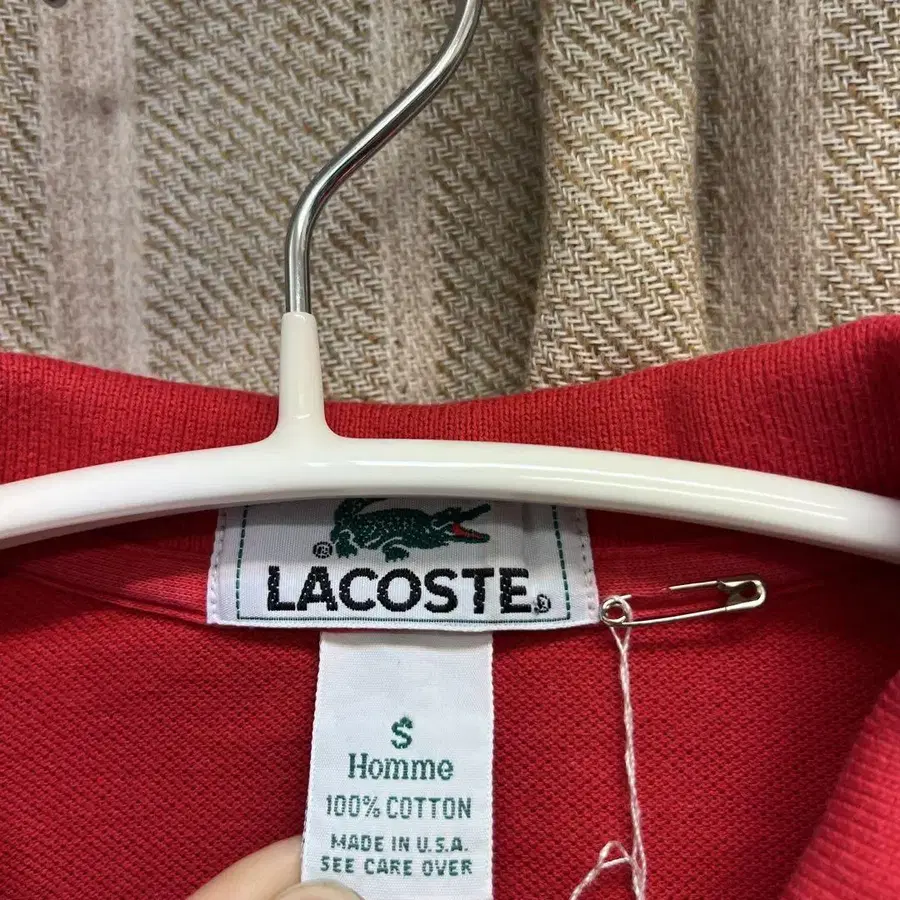 ® LACOSTE®
S
Homme
100% COTTON
MADE IN U.S.A.
SEE CARE OVER